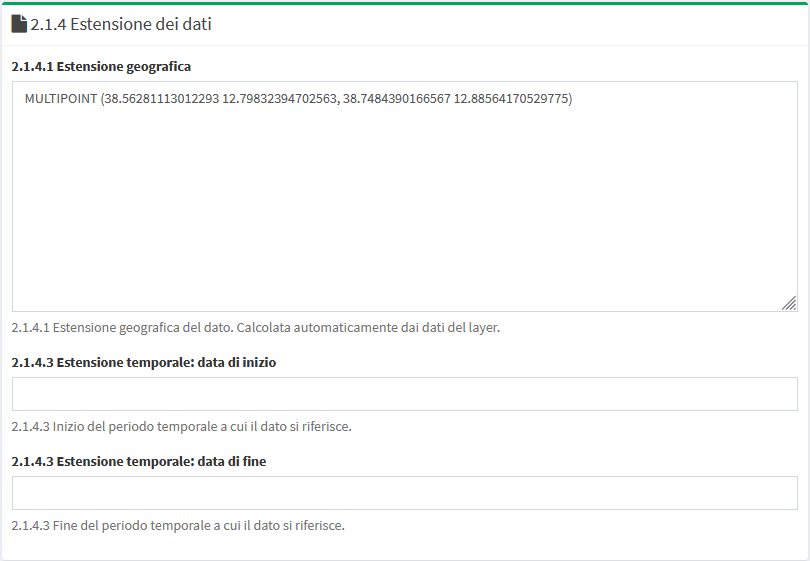 2.1.4 Estensione dei dati
2.1.4.1 Estensione geografica
MULTIPOINT (38.56281113012293 12.79832394702563, 38.7484390166567 12.88564170529775)
2.1.4.1 Estensione geografica del dato. Calcolata automaticamente dai dati del layer.
2.1.4.3 Estensione temporale: data di inizio
2.1.4.3 Inizio del periodo temporale a cui il dato si riferisce.
2.1.4.3 Estensione temporale: data di fine
2.1.4.3 Fine del periodo temporale a cui il dato si riferisce.